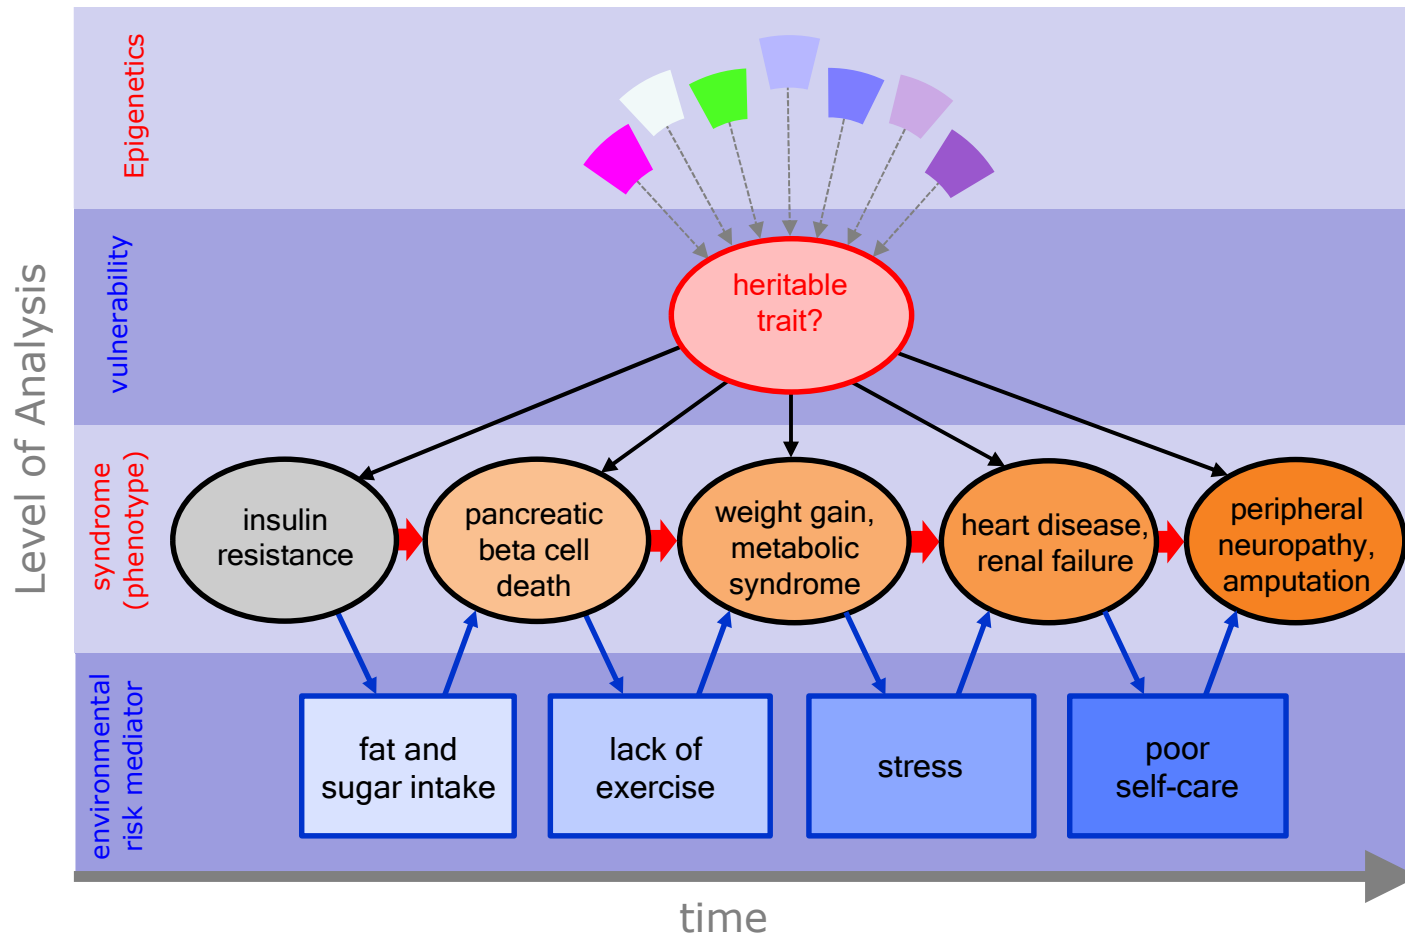 Level of Analysis
Epigenetics
vulnerability
heritable
trait?
syndrome
(phenotype)
insulin
resistance
pancreatic
beta cell
death
weight gain,
metabolic
syndrome
heart disease,
renal failure
peripheral
neuropathy,
amputation
environmental
risk mediator
fat and
sugar intake
lack of
exercise
stress
poor
self-care
time